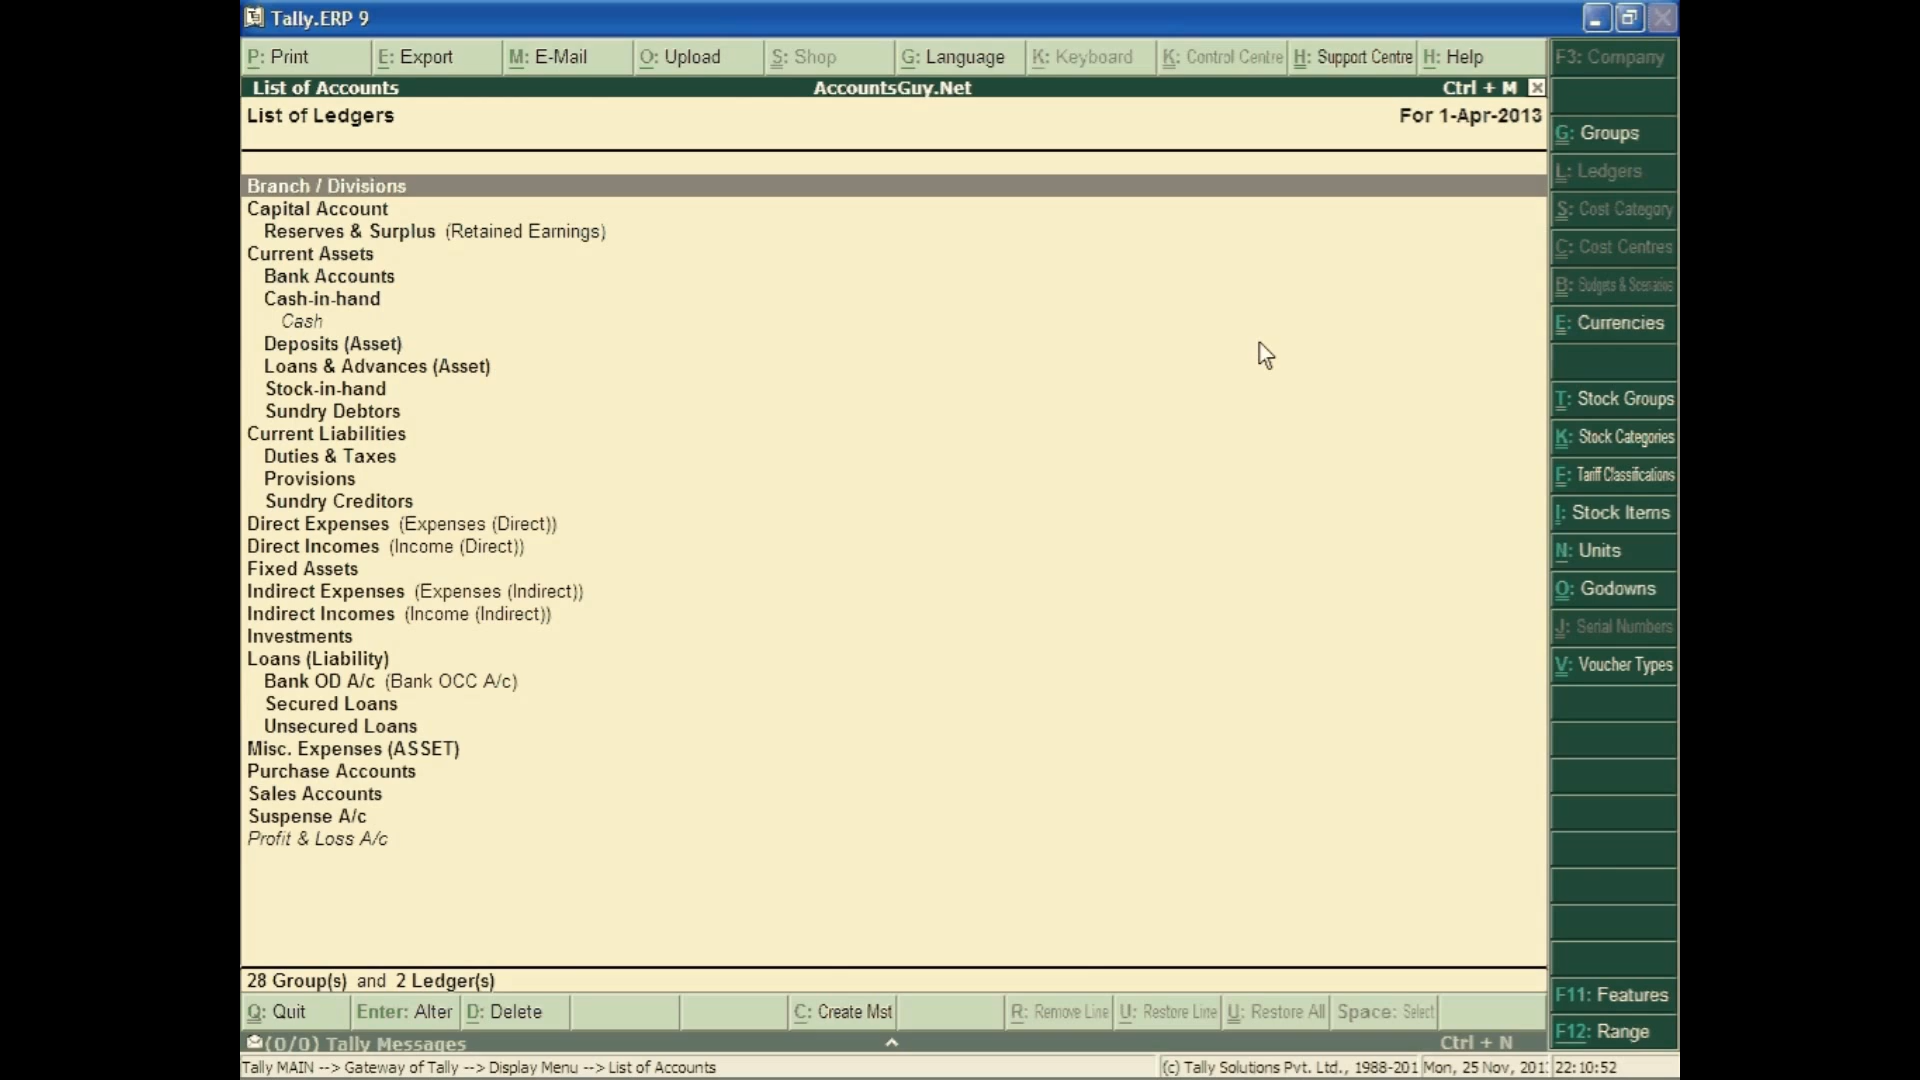 Tally.ERP 9
P: Print
E: Export
M: E-Mail
O: Upload
S: Shop
G: Language
K: Keyboard
K: Control Centre
H: Support Centre
H: Help
List of Accounts
AccountsGuy.Net
Ctrl + M
List of Ledgers
For 1-Apr-2013
Branch / Divisions
Capital Account
Reserves & Surplus (Retained Earnings)
Current Assets
Bank Accounts
Cash-in-hand
Cash
Deposits (Asset)
Loans & Advances (Asset)
Stock-in-hand
Sundry Debtors
Current Liabilities
Duties & Taxes
Provisions
Sundry Creditors
Direct Expenses (Expenses (Direct))
Direct Incomes (Income (Direct))
Fixed Assets
Indirect Expenses (Expenses (Indirect))
Indirect Incomes (Income (Indirect))
Investments
Loans (Liability)
Bank OD A/c (Bank OCC A/c)
Secured Loans
Unsecured Loans
Misc. Expenses (ASSET)
Purchase Accounts
Sales Accounts
Suspense A/c
Profit & Loss A/c
28 Group(s) and 2 Ledger(s)
F3: Company
G: Groups
L: Ledgers
S: Cost Category
C: Cost Centres
B: Budgets & Scenarios
E: Currencies
T: Stock Groups
K: Stock Categories
F: Tariff Classifications
I: Stock Items
N: Units
O: Godowns
J: Serial Numbers
V: Voucher Types
F11: Features
F12: Range
Q: Quit
Enter: Alter
D: Delete
C: Create Mst
R: Remove Line
U: Restore Line
U: Restore All
Space: Select
(0/0) Tally Messages
Ctrl + N
Tally MAIN --> Gateway of Tally --> Display Menu --> List of Accounts
(c) Tally Solutions Pvt. Ltd., 1988-201
Mon, 25 Nov, 201
22:10:52